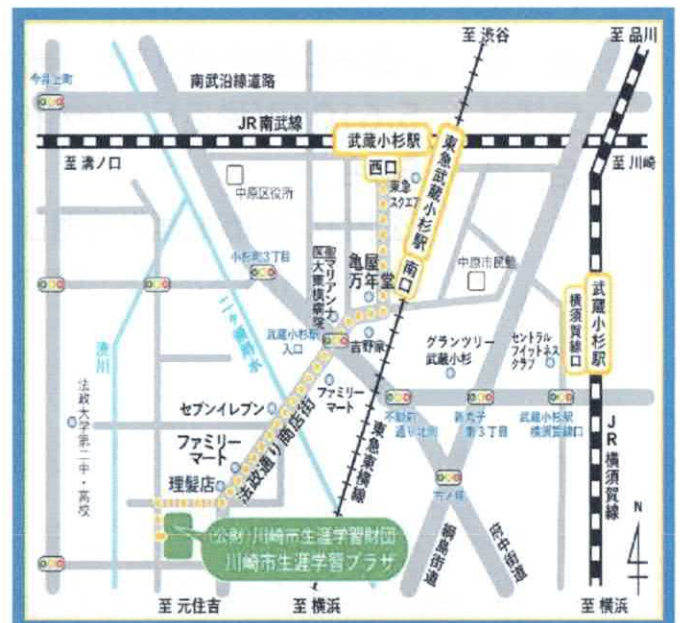 至 渋谷
至 品川
今井上町
南武沿線道路
JR南武線
武蔵小杉駅
西口
東急武蔵小杉駅
南口
至 溝ノ口
至 川崎
中原区役所
東急
スクエア
小杉町3丁目
聖マリアンナ
医大東横病院
亀屋
万年堂
中原市民館
二ヶ領用水
渋川
武蔵小杉駅
入口
吉野家
グランツリー
武蔵小杉
セントラル
フィットネス
クラブ
横須賀線口
武蔵小杉駅
法政大学第二中・高校
セブンイレブン
ファミリー
マート
不動前
通り北側
新丸子
東3丁目
武蔵小杉駅
横須賀線口
ファミリー
マート
理髪店
法政通り商店街
東急東横線
市ノ坪
JR横須賀線
N
(公財)川崎市生涯学習財団
川崎市生涯学習プラザ
綱島街道
府中街道
至 元住吉
至 横浜
至 横浜